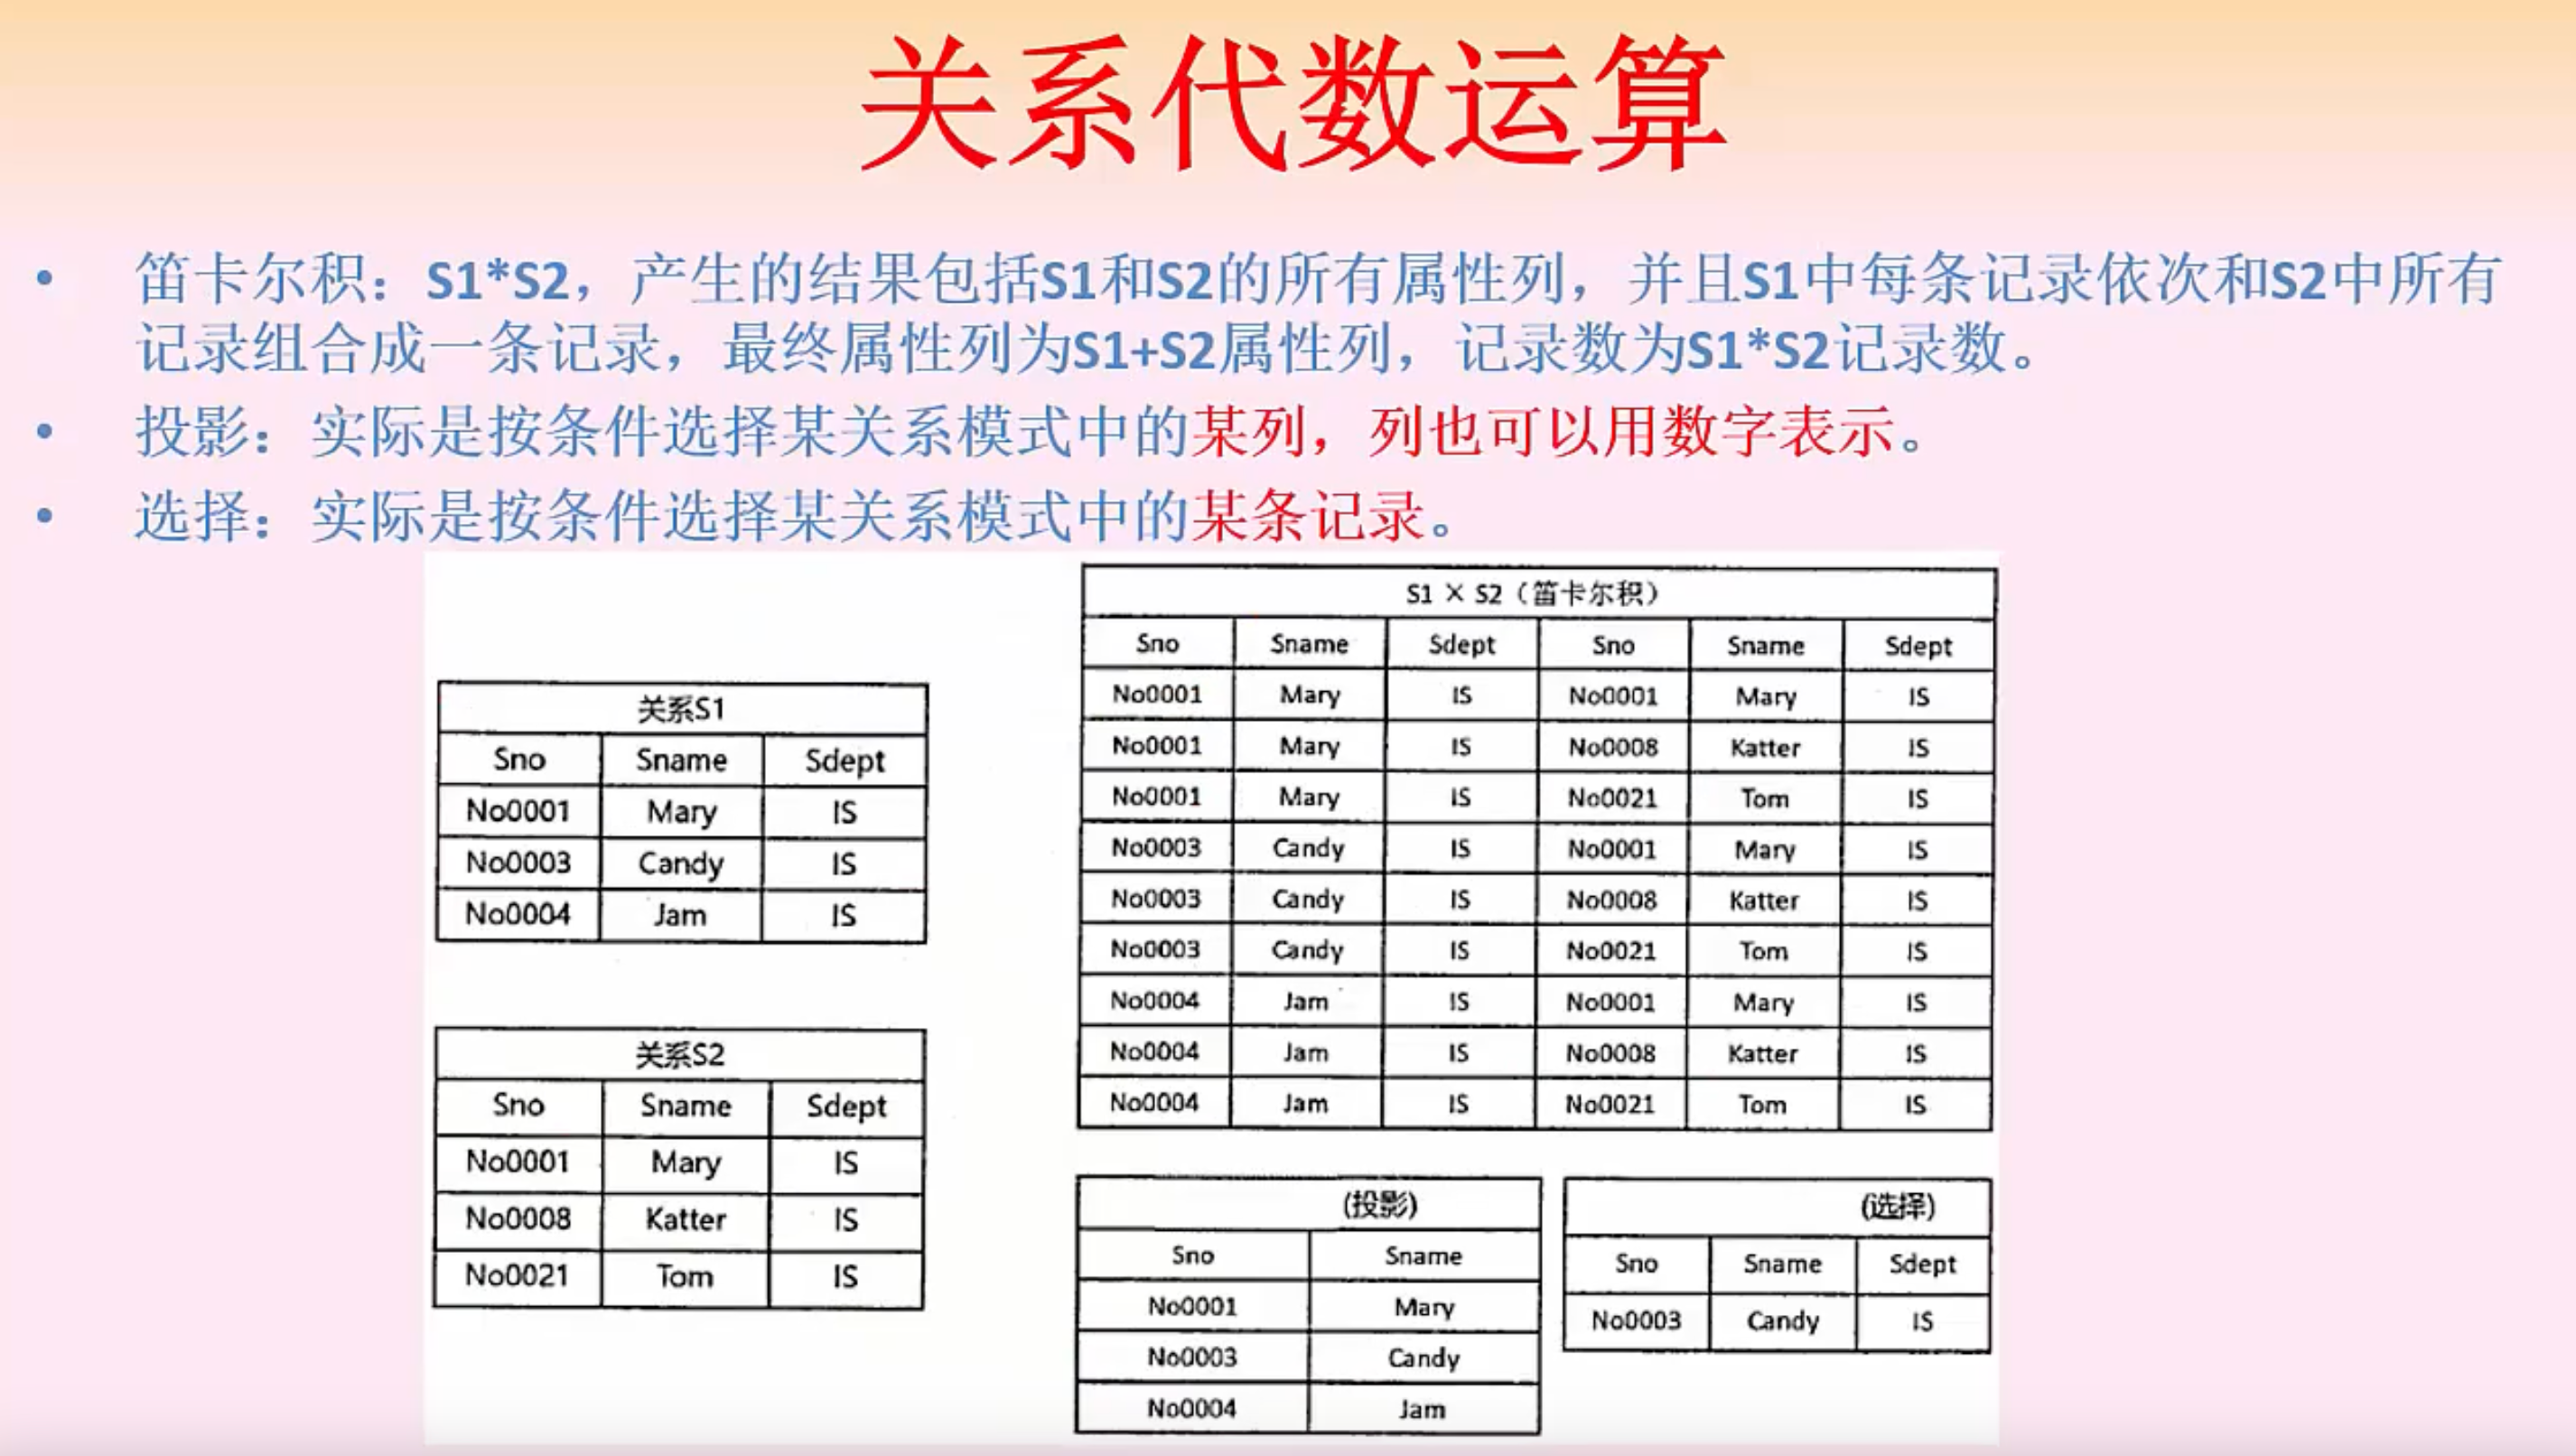 关系代数运算
• 笛卡尔积：S1*S2，产生的结果包括S1和S2的所有属性列，并且S1中每条记录依次和S2中所有
记录组合成一条记录，最终属性列为S1+S2属性列，记录数为S1*S2记录数。
• 投影：实际是按条件选择某关系模式中的某列，列也可以用数字表示。
• 选择：实际是按条件选择某关系模式中的某条记录。
关系S1
Sno Sname Sdept
No0001 Mary IS
No0003 Candy IS
No0004 Jam IS
关系S2
Sno Sname Sdept
No0001 Mary IS
No0008 Katter IS
No0021 Tom IS
S1 × S2（笛卡尔积）
Sno Sname Sdept Sno Sname Sdept
No0001 Mary IS No0001 Mary IS
No0001 Mary IS No0008 Katter IS
No0001 Mary IS No0021 Tom IS
No0003 Candy IS No0001 Mary IS
No0003 Candy IS No0008 Katter IS
No0003 Candy IS No0021 Tom IS
No0004 Jam IS No0001 Mary IS
No0004 Jam IS No0008 Katter IS
No0004 Jam IS No0021 Tom IS
(投影)
Sno Sname
No0001 Mary
No0003 Candy
No0004 Jam
(选择)
Sno Sname Sdept
No0003 Candy IS